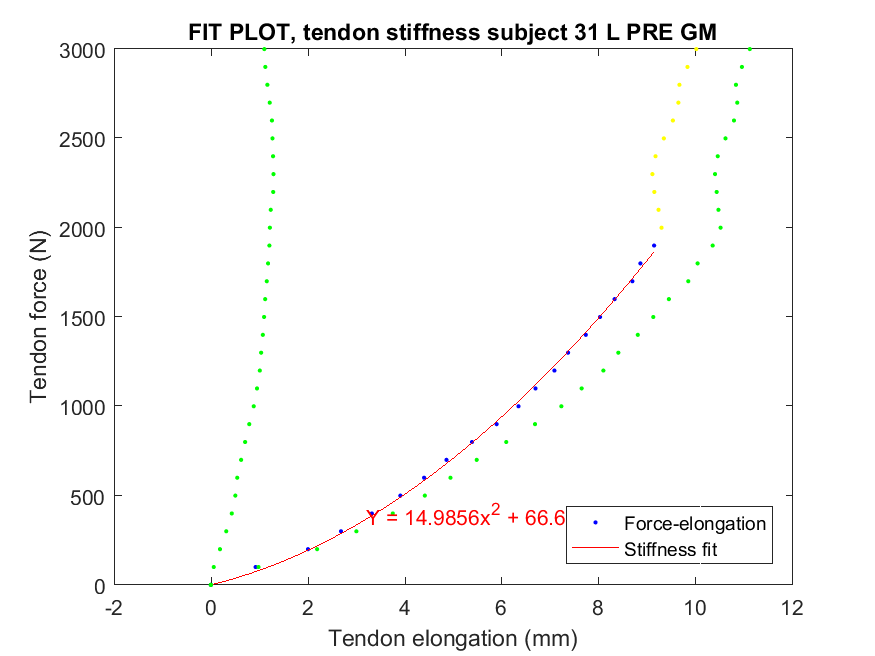 FIT PLOT, tendon stiffness subject 31 L PRE GM
3000
2500
2000
1500
1000
500
0
Tendon force (N)
Y = 14.9856x² + 66.6
Force-elongation
Stiffness fit
-2 0 2 4 6 8 10 12
Tendon elongation (mm)